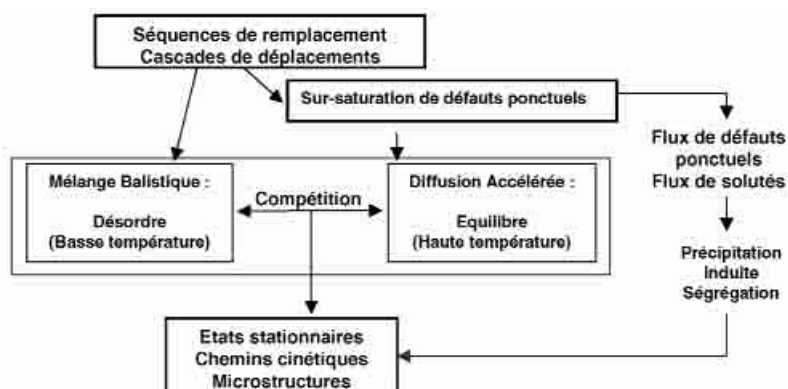 Séquences de remplacement
Cascades de déplacements
Sur-saturation de défauts ponctuels
Flux de défauts
ponctuels
Flux de solutés
Mélange Balistique :
Désordre
(Basse température)
Compétition
Diffusion Accélérée :
Equilibre
(Haute température)
Précipitation
Induite
Ségrégation
Etats stationnaires
Chemins cinétiques
Microstructures